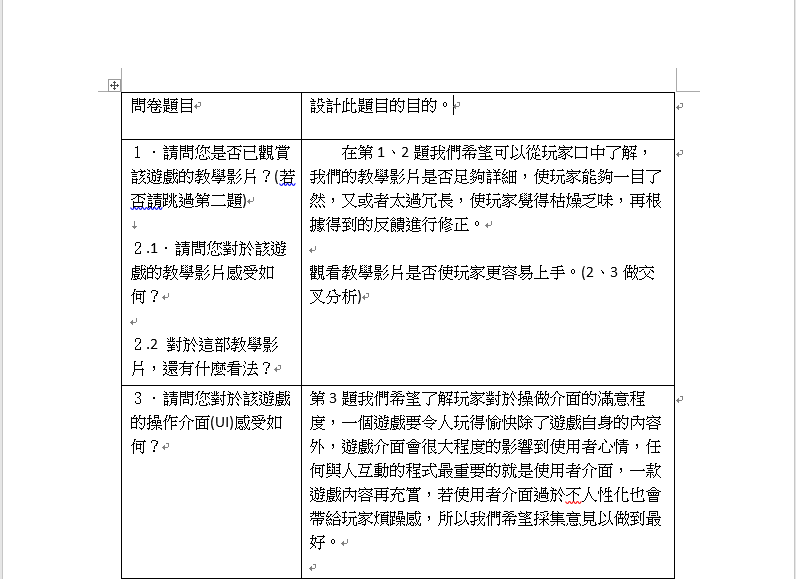 問卷題目
設計此題目的目的。
１．請問您是否已觀賞
該遊戲的教學影片？(若
否請跳過第二題)
２.1．請問您對於該遊
戲的教學影片感受如
何？
２.2 對於這部教學影
片，還有什麼看法？
在第 1、2 題我們希望可以從玩家口中了解，
我們的教學影片是否足夠詳細，使玩家能夠一目了
然，又或者太過冗長，使玩家覺得枯燥乏味，再根
據得到的反饋進行修正。
觀看教學影片是否使玩家更容易上手。(2、3 做交
叉分析)
３．請問您對於該遊戲
的操作介面(UI)感受如
何？
第 3 題我們希望了解玩家對於操做介面的滿意程
度，一個遊戲要令人玩得愉快除了遊戲自身的內容
外，遊戲介面會很大程度的影響到使用者心情，任
何與人互動的程式最重要的就是使用者介面，一款
遊戲內容再充實，若使用者介面過於不人性化也會
帶給玩家煩躁感，所以我們希望採集意見以做到最
好。